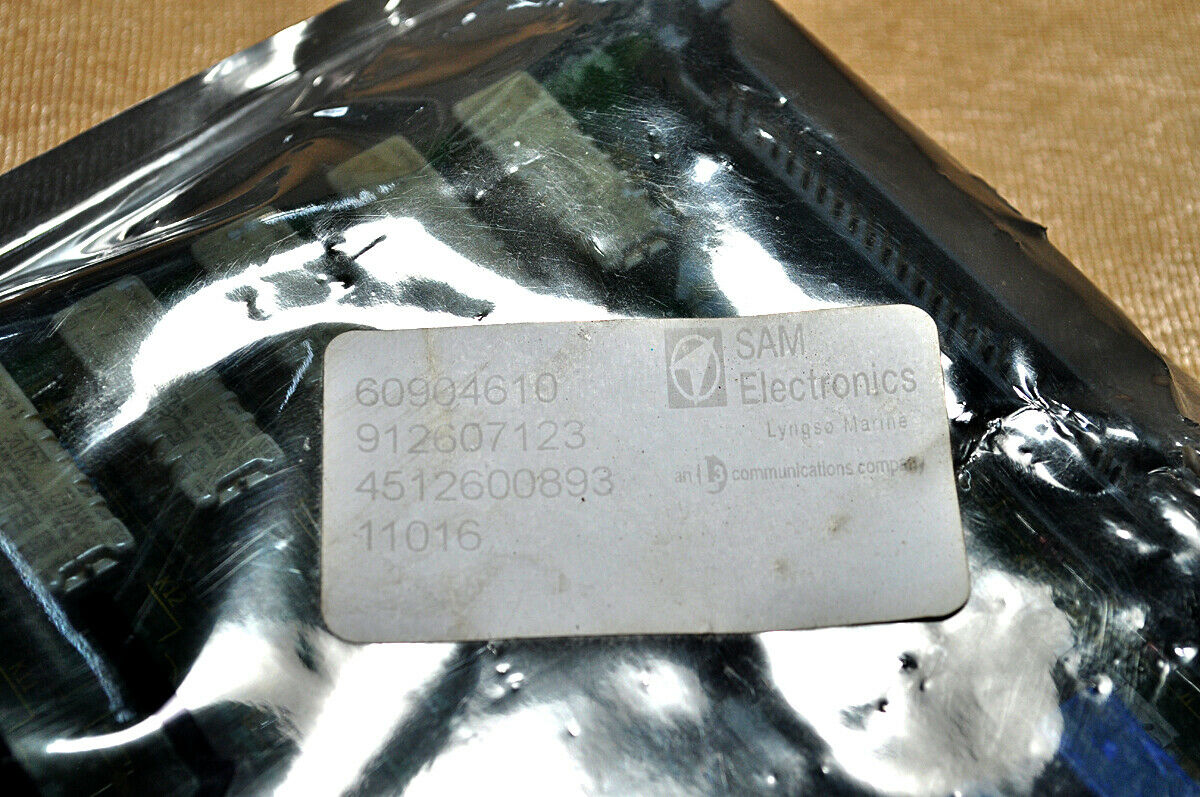 60904610
912607123
4512600893
11016
SAM
Electronics
Lyngsø Marine
an L3 communications company